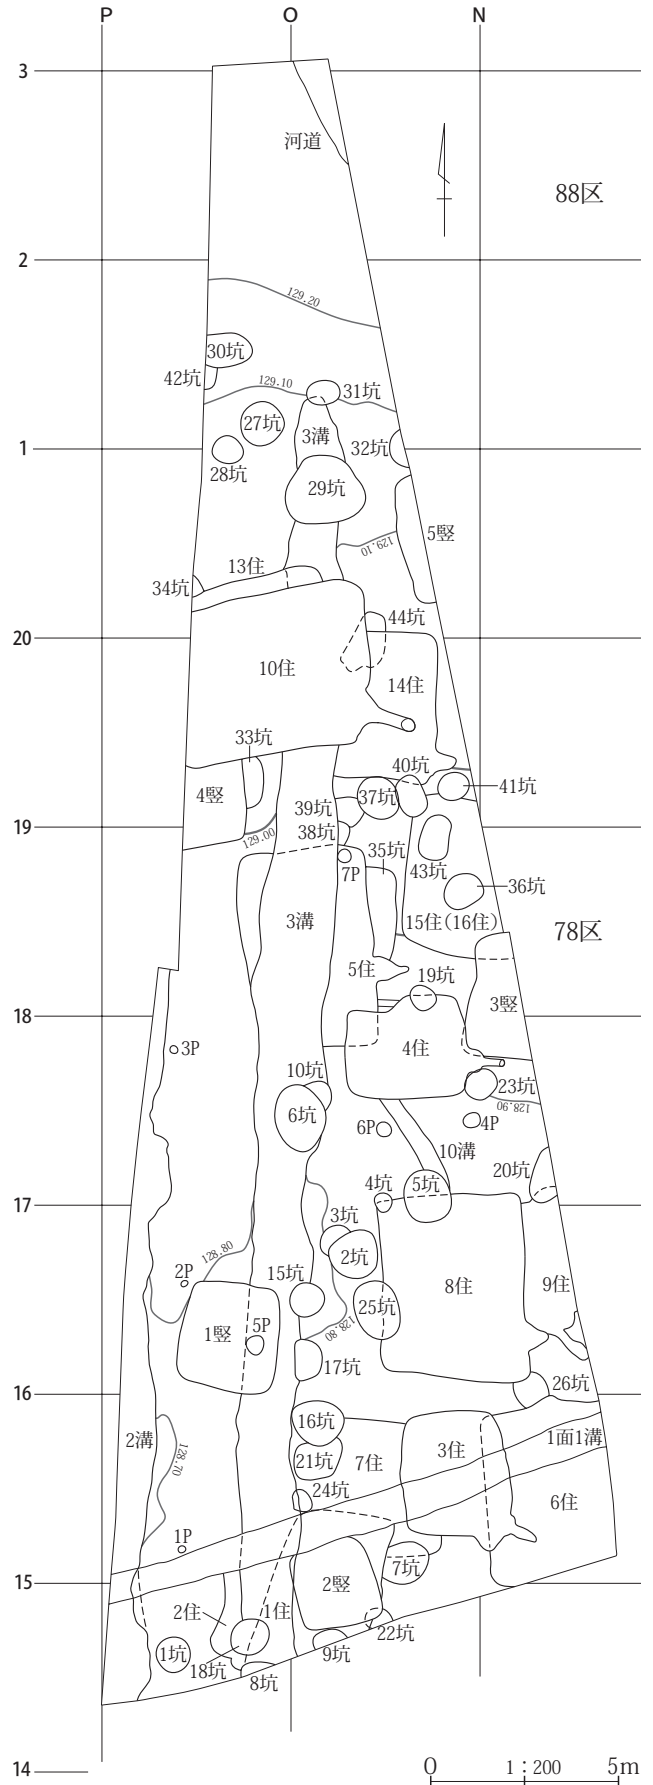 P O N
3
河道
88区
2
129.20
30坑
42坑
129.10
31坑
27坑
3溝
1
32坑
28坑
29坑
5竪
129.10
13住
34坑
44坑
20
10住
14住
33坑
40坑
41坑
4竪
37坑
39坑
19
38坑
129.00
35坑
43坑
7P
36坑
3溝
15住(16住)
78区
5住
19坑
3竪
18
3P
4住
10坑
23坑
6坑
128.90
6P
4P
10溝
20坑
4坑
5坑
17
3坑
128.80
2坑
2P
15坑
8住
9住
25坑
1竪
5P
128.80
17坑
26坑
16
16坑
2溝
1面1溝
3住
21坑
7住
128.70
24坑
6住
1P
7坑
15
2竪
2住
1住
22坑
1坑
9坑
18坑
8坑
14
0 1:200 5m